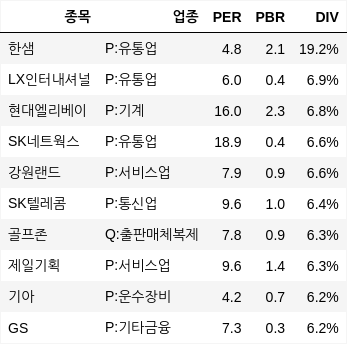 종목 업종 PER PBR DIV
한샘 P:유통업 4.8 2.1 19.2%
LX인터내셔널 P:유통업 6.0 0.4 6.9%
현대엘리베이 P:기계 16.0 2.3 6.8%
SK네트웍스 P:유통업 18.9 0.4 6.6%
강원랜드 P:서비스업 7.9 0.9 6.6%
SK텔레콤 P:통신업 9.6 1.0 6.4%
골프존 Q:출판매체복제 7.8 0.9 6.3%
제일기획 P:서비스업 9.6 1.4 6.3%
기아 P:운수장비 4.2 0.7 6.2%
GS P:기타금융 7.3 0.3 6.2%